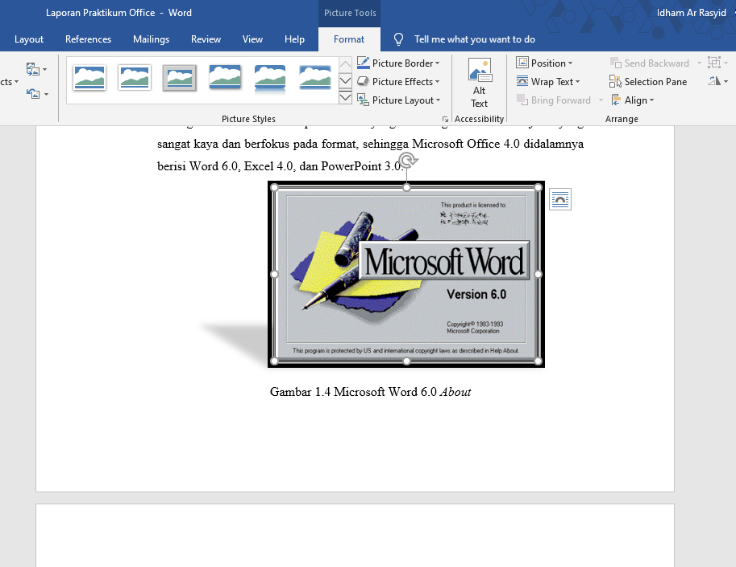 Laporan Praktikum Office - Word
Picture Tools
Idham Ar Rasyid
Layout References Mailings Review View Help Format Tell me what you want to do
cts
Picture Border
Picture Effects
Picture Layout
Picture Styles
Alt
Text
Accessibility
Position
Wrap Text
Bring Forward
Send Backward
Selection Pane
Align
Arrange
sangat kaya dan berfokus pada format, sehingga Microsoft Office 4.0 didalamnya
berisi Word 6.0, Excel 4.0, dan PowerPoint 3.0.
This product is licensed to:
Microsoft Word
Version 6.0
Copyright© 1983-1993
Microsoft Corporation
This program is protected by US and international copyright laws as described in Help About.
Gambar 1.4 Microsoft Word 6.0 About